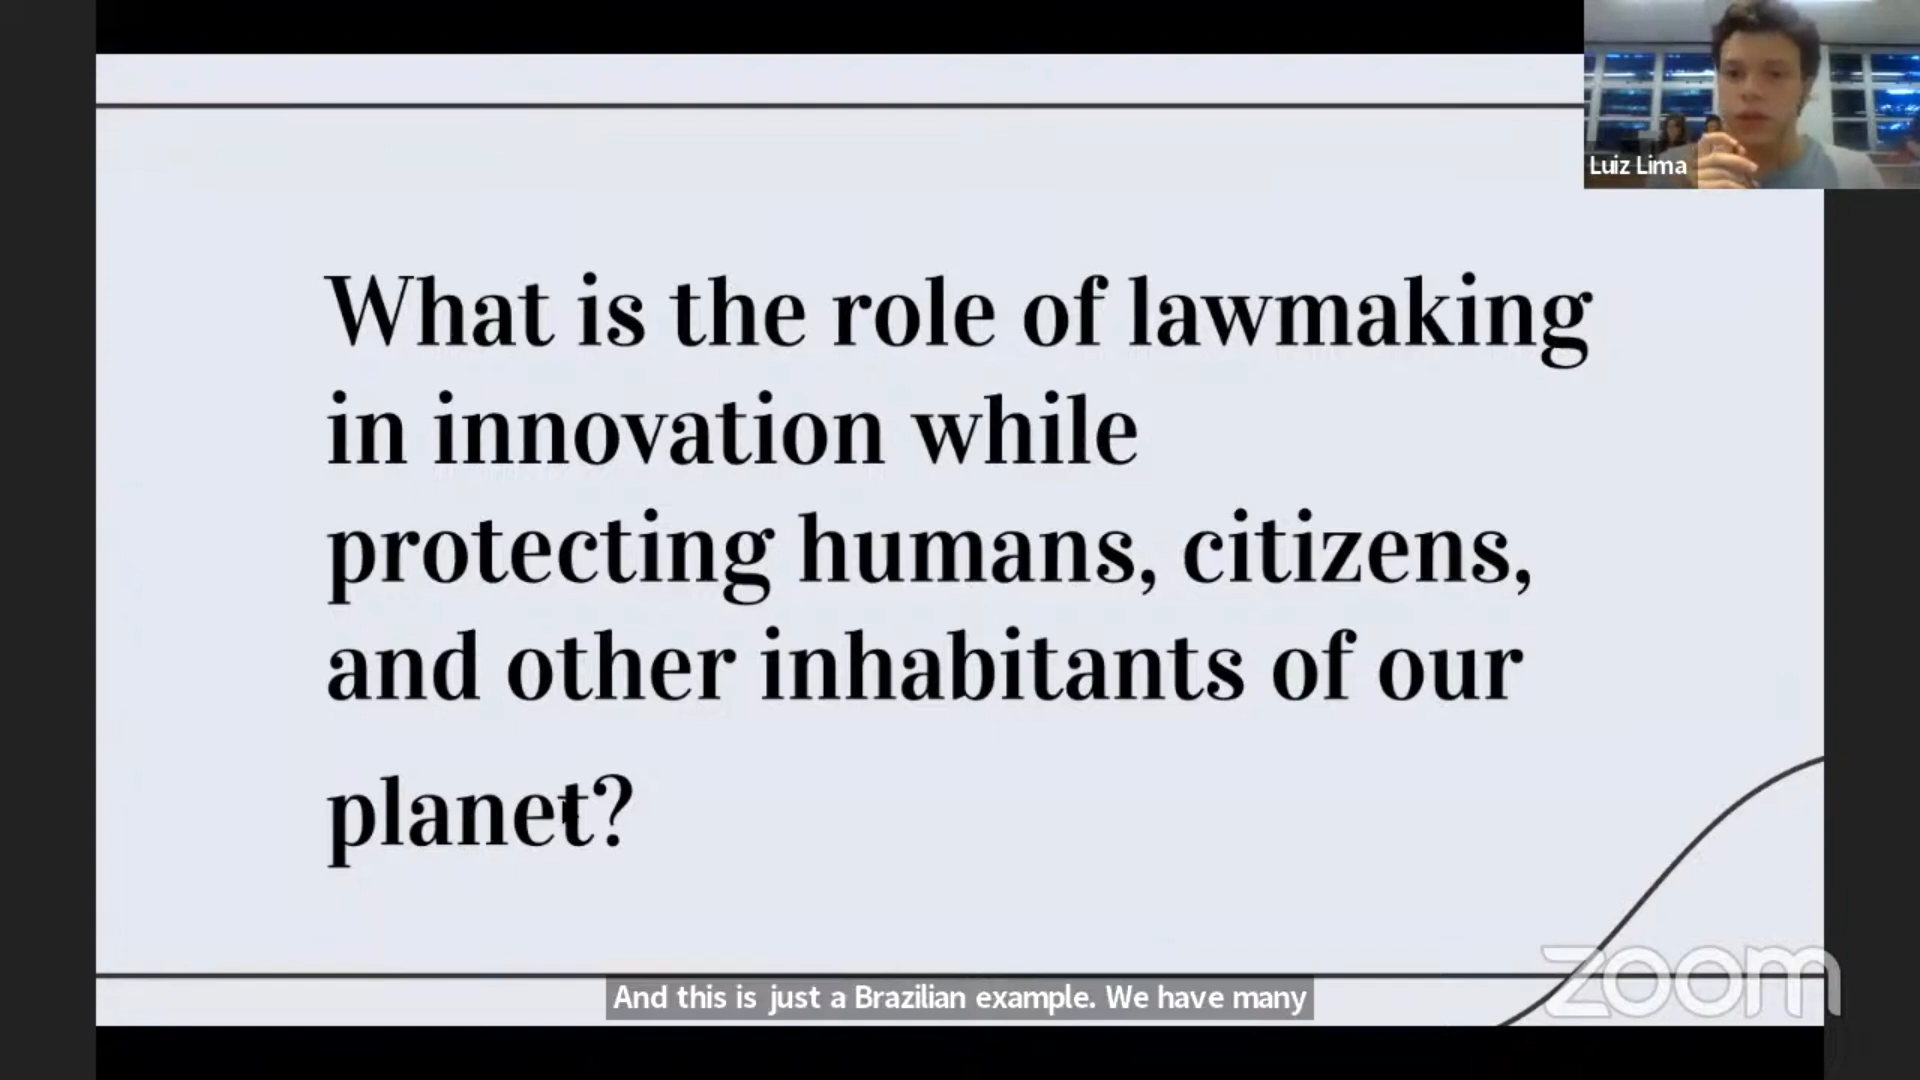 Luiz Lima
What is the role of lawmaking
in innovation while
protecting humans, citizens,
and other inhabitants of our
planet?
zoom
And this is just a Brazilian example. We have many